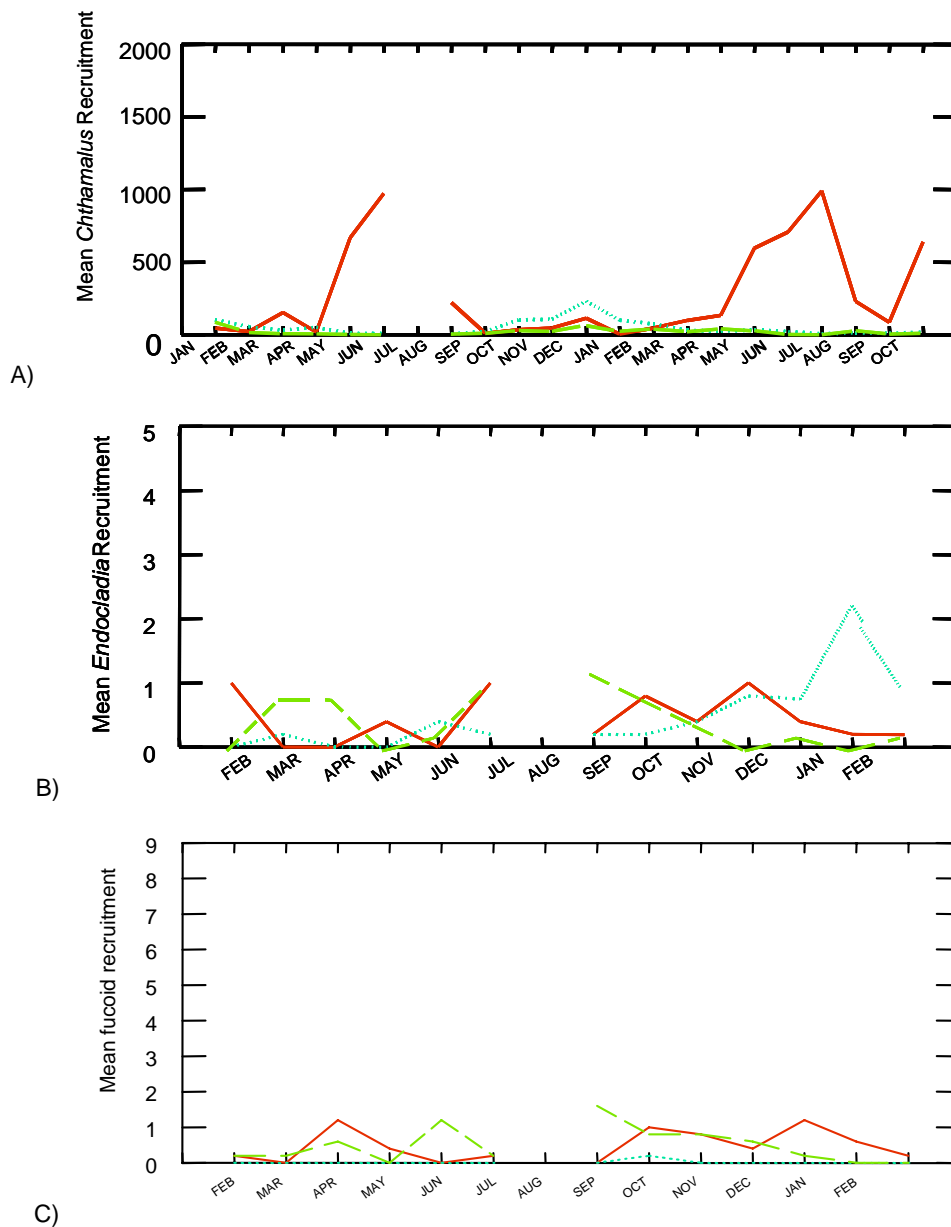 Mean Chthamalus Recruitment
2000
1500
1000
500
0
JAN FEB MAR APR MAY JUN JUL AUG SEP OCT NOV DEC JAN FEB MAR APR MAY JUN JUL AUG SEP OCT
A)
Mean Endocladia Recruitment
5
4
3
2
1
0
FEB MAR APR MAY JUN JUL AUG SEP OCT NOV DEC JAN FEB
B)
Mean fucoid recruitment
9
8
7
6
5
4
3
2
1
0
FEB MAR APR MAY JUN JUL AUG SEP OCT NOV DEC JAN FEB
C)